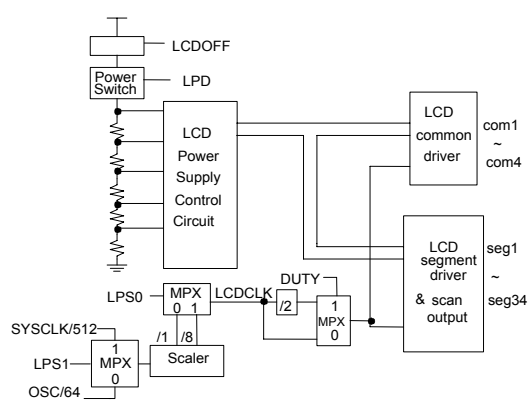 LCDOFF
Power
Switch
LPD
LCD
Power
Supply
Control
Circuit
LCD
common
driver
com1
~
com4
LCD
segment
driver
& scan
output
seg1
~
seg34
DUTY
LPS0
MPX
0 1
LCDCLK
/2
1
MPX
0
SYSCLK/512
/1
/8
LPS1
1
MPX
0
Scaler
OSC/64